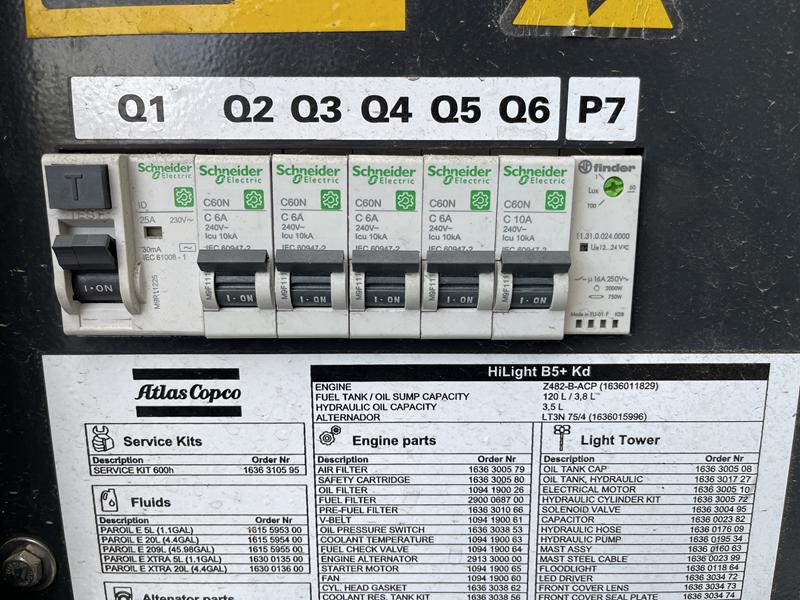 Q1 Q2 Q3 Q4 Q5 Q6 P7
T
TEST
I·ON
Schneider
Electric
ID
25A 230V~
30mA
IEC 61008-1
M9R11225
Schneider
Electric
C60N
C 6A
240V~
Icu 10kA
IEC 60947-2
I·ON
Schneider
Electric
C60N
C 6A
240V~
Icu 10kA
IEC 60947-2
I·ON
Schneider
Electric
C60N
C 6A
240V~
Icu 10kA
IEC 60947-2
I·ON
Schneider
Electric
C60N
C 6A
240V~
Icu 10kA
IEC 60947-2
I·ON
Schneider
Electric
C60N
C 10A
240V~
Icu 10kA
IEC 60947-2
I·ON
finder
Lux
11.31.0.024.0000
16A 250V~
2000W
750W
Made in
Atlas Copco
HiLight B5+ Kd
ENGINE Z482-B-ACP (1636011829)
FUEL TANK / OIL SUMP CAPACITY 120 L / 3,8 L
HYDRAULIC OIL CAPACITY 3,5 L
ALTERNADOR LT3N 75/4 (1636015996)
Service Kits
Description Order Nr
SERVICE KIT 600h 1636 3105 95
Fluids
Description Order Nr
PAROIL E 5L (1.1GAL) 1615 5953 00
PAROIL E 20L (4.4GAL) 1615 5954 00
PAROIL E 209L (45.98GAL) 1615 5955 00
PAROIL E XTRA 5L (1.1GAL) 1630 0135 00
PAROIL E XTRA 20L (4.4GAL) 1630 0136 00
Altenator parts
Engine parts
Description Order Nr
AIR FILTER 1636 3005 79
SAFETY CARTRIDGE 1636 3005 80
OIL FILTER 1094 1900 26
FUEL FILTER 2900 0687 00
PRE-FUEL FILTER 1636 3010 66
V-BELT 1094 1900 61
OIL PRESSURE SWITCH 1636 3038 53
COOLANT TEMPERATURE 1094 1900 63
FUEL CHECK VALVE 1094 1900 64
ENGINE ALTERNATOR 2913 3000 00
STARTER MOTOR 1094 1900 65
FAN 1094 1900 60
CYL. HEAD GASKET 1636 3038 62
COOLANT RES. TANK KIT 1636 3038 56
Light Tower
Description Order Nr
OIL TANK CAP 1636 3005 08
OIL TANK, HYDRAULIC 1636 3017 27
ELECTRICAL MOTOR 1636 3005 10
HYDRAULIC CYLINDER KIT 1636 3005 72
SOLENOID VALVE 1636 3004 95
CAPACITOR 1636 0023 82
HYDRAULIC HOSE 1636 0176 09
HYDRAULIC PUMP 1636 0195 34
MAST ASSY 1636 0160 63
MAST STEEL CABLE 1636 0023 99
FLOODLIGHT 1636 0118 64
LED DRIVER 1636 3034 72
FRONT COVER LENS 1636 3034 73
FRONT COVER SEAL PLATE 1636 3034 74